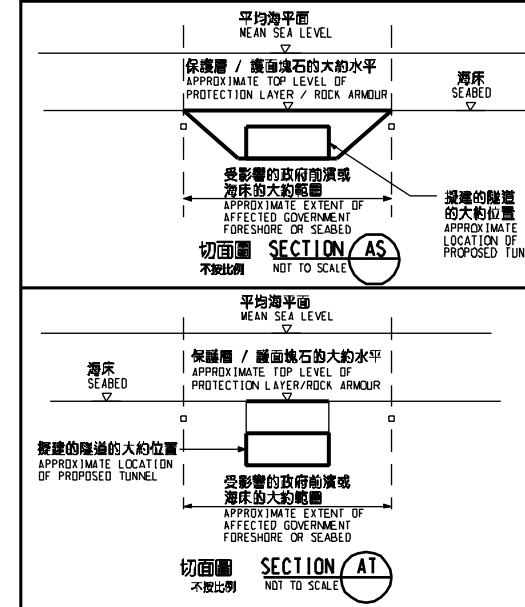 平均海平面
MEAN SEA LEVEL
保護層 / 護面塊石的大約水平
APPROXIMATE TOP LEVEL OF
PROTECTION LAYER / ROCK ARMOUR
海床
SEABED
受影響的政府前濱或
海床的大約範圍
APPROXIMATE EXTENT OF
AFFECTED GOVERNMENT
FORESHORE OR SEABED
擬建的隧道
的大約位置
APPROXIMATE
LOCATION OF
PROPOSED TUN
切面圖 SECTION AS
不按比例 NOT TO SCALE
平均海平面
MEAN SEA LEVEL
海床
SEABED
保護層 / 護面塊石的大約水平
APPROXIMATE TOP LEVEL OF
PROTECTION LAYER/ROCK ARMOUR
擬建的隧道的大約位置
APPROXIMATE LOCATION
OF PROPOSED TUNNEL
受影響的政府前濱或
海床的大約範圍
APPROXIMATE EXTENT OF
AFFECTED GOVERNMENT
FORESHORE OR SEABED
切面圖 SECTION AT
不按比例 NOT TO SCALE